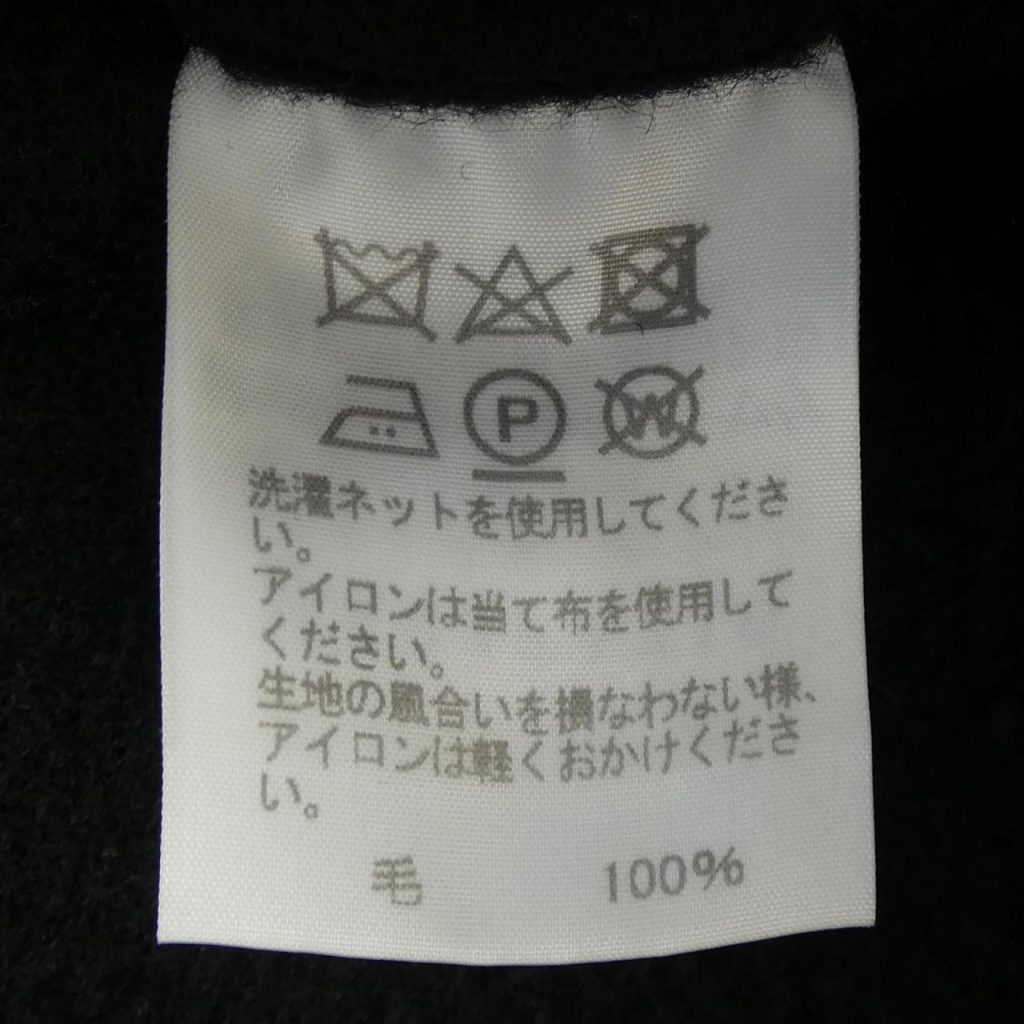 P W
洗濯ネットを使用してくださ
い。
アイロンは当て布を使用して
ください。
生地の風合いを損なわない様、
アイロンは軽くおかけくださ
い。
毛 100%